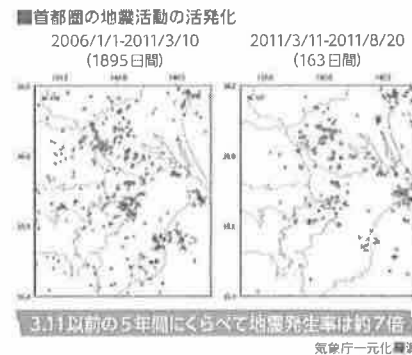 ■首都圏の地震活動の活発化
2006/1/1-2011/3/10
(1895日間)
2011/3/11-2011/8/20
(163日間)
3.11以前の5年間にくらべて地震発生率は約7倍
気象庁一元化震